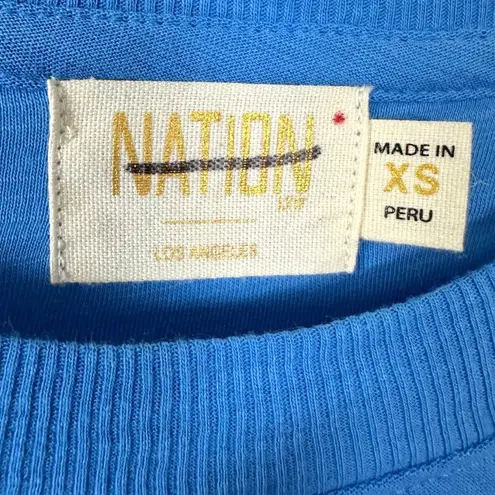 NATION
LTD
LOS ANGELES
MADE IN
XS
PERU